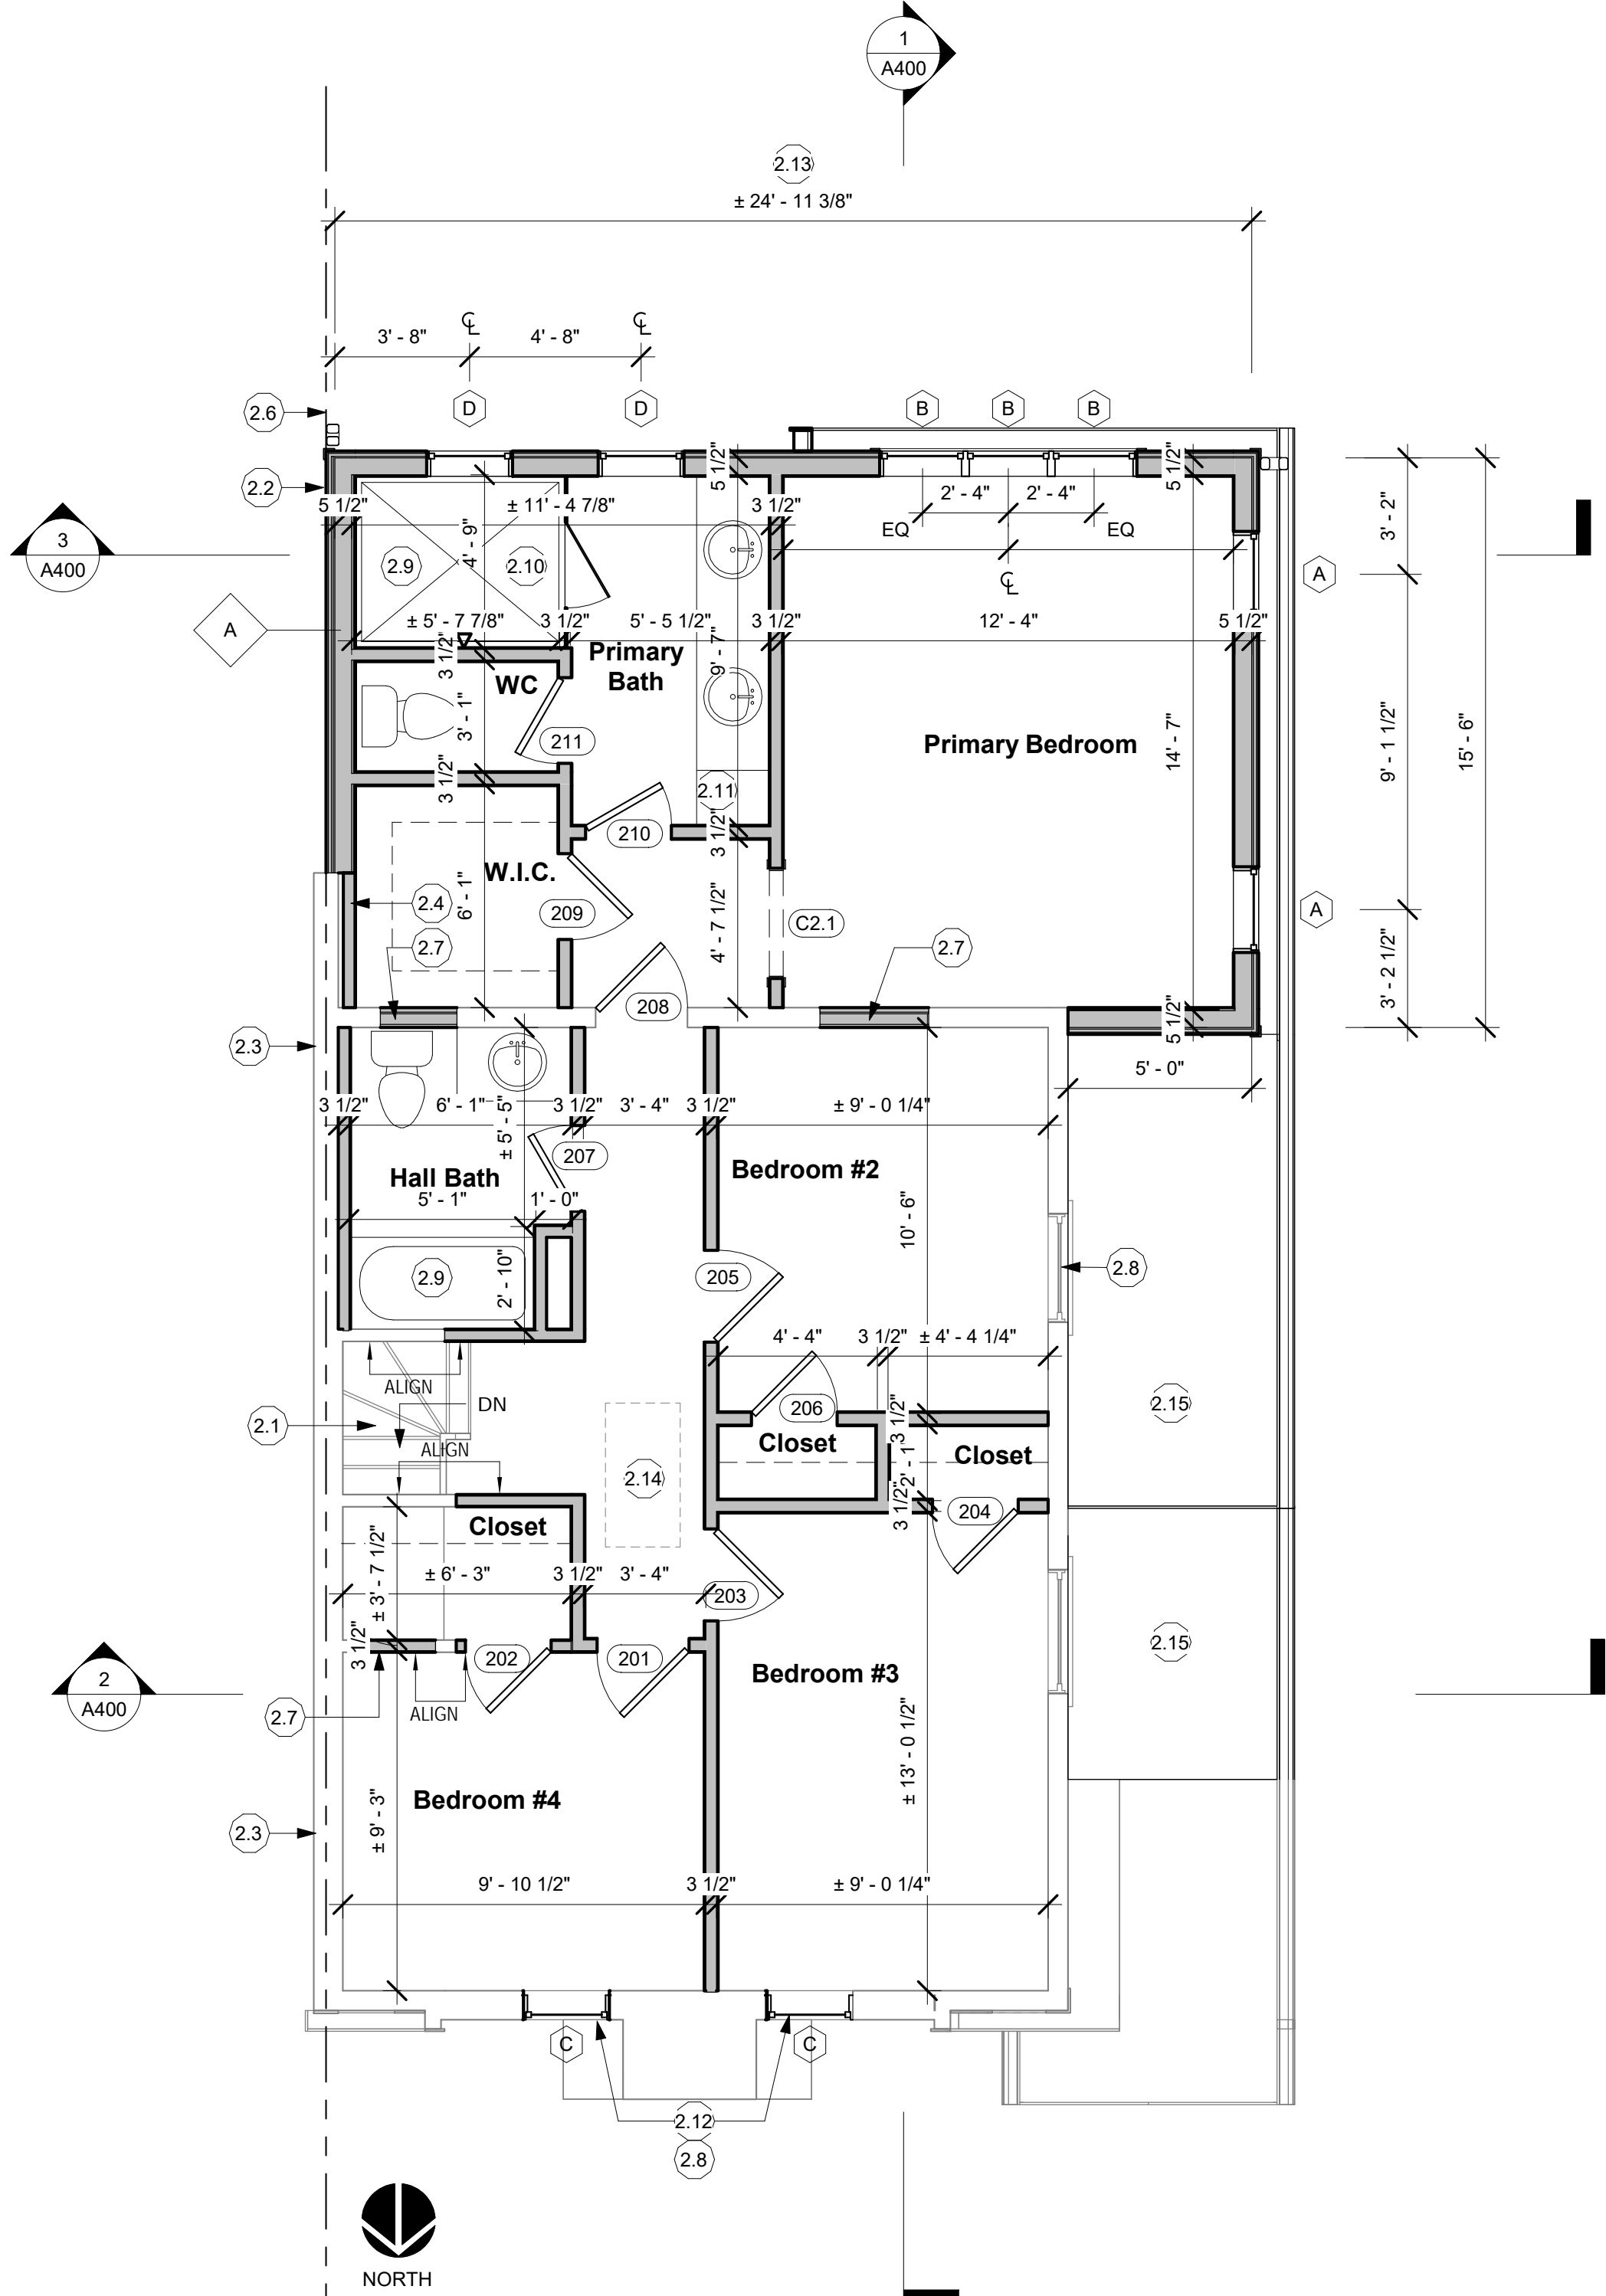 1
A400
2.13
± 24' - 11 3/8"
3' - 8"
4' - 8"
D
D
B
B
B
2.6
2.2
5 1/2"
± 11' - 4 7/8"
5 1/2"
3 1/2"
2' - 4"
2' - 4"
EQ
EQ
5 1/2"
3' - 2"
3
A400
4' - 9"
2.9
2.10
A
A
± 5' - 7 7/8"
3 1/2"
5' - 5 1/2"
3 1/2"
12' - 4"
5 1/2"
3 1/2"
Primary
Bath
9' - 7"
WC
3' - 1"
211
Primary Bedroom
14' - 7"
9' - 1 1/2"
15' - 6"
3 1/2"
2.11
210
3 1/2"
W.I.C.
6' - 1"
2.4
209
4' - 7 1/2"
C2.1
A
2.7
2.7
3' - 2 1/2"
208
5 1/2"
2.3
5' - 0"
3 1/2"
6' - 1"
± 5' - 5"
3 1/2"
3' - 4"
3 1/2"
± 9' - 0 1/4"
207
Hall Bath
Bedroom #2
5' - 1"
1' - 0"
10' - 6"
2.9
2' - 10"
205
2.8
4' - 4"
3 1/2"
± 4' - 4 1/4"
ALIGN
DN
206
3 1/2"
2.15
2.1
ALIGN
Closet
2' - 1"
Closet
2.14
3 1/2"
204
Closet
± 3' - 7 1/2"
± 6' - 3"
3 1/2"
3' - 4"
203
3 1/2"
202
201
2.15
2
A400
Bedroom #3
2.7
ALIGN
± 13' - 0 1/2"
Bedroom #4
2.3
± 9' - 3"
9' - 10 1/2"
3 1/2"
± 9' - 0 1/4"
C
C
2.12
2.8
NORTH